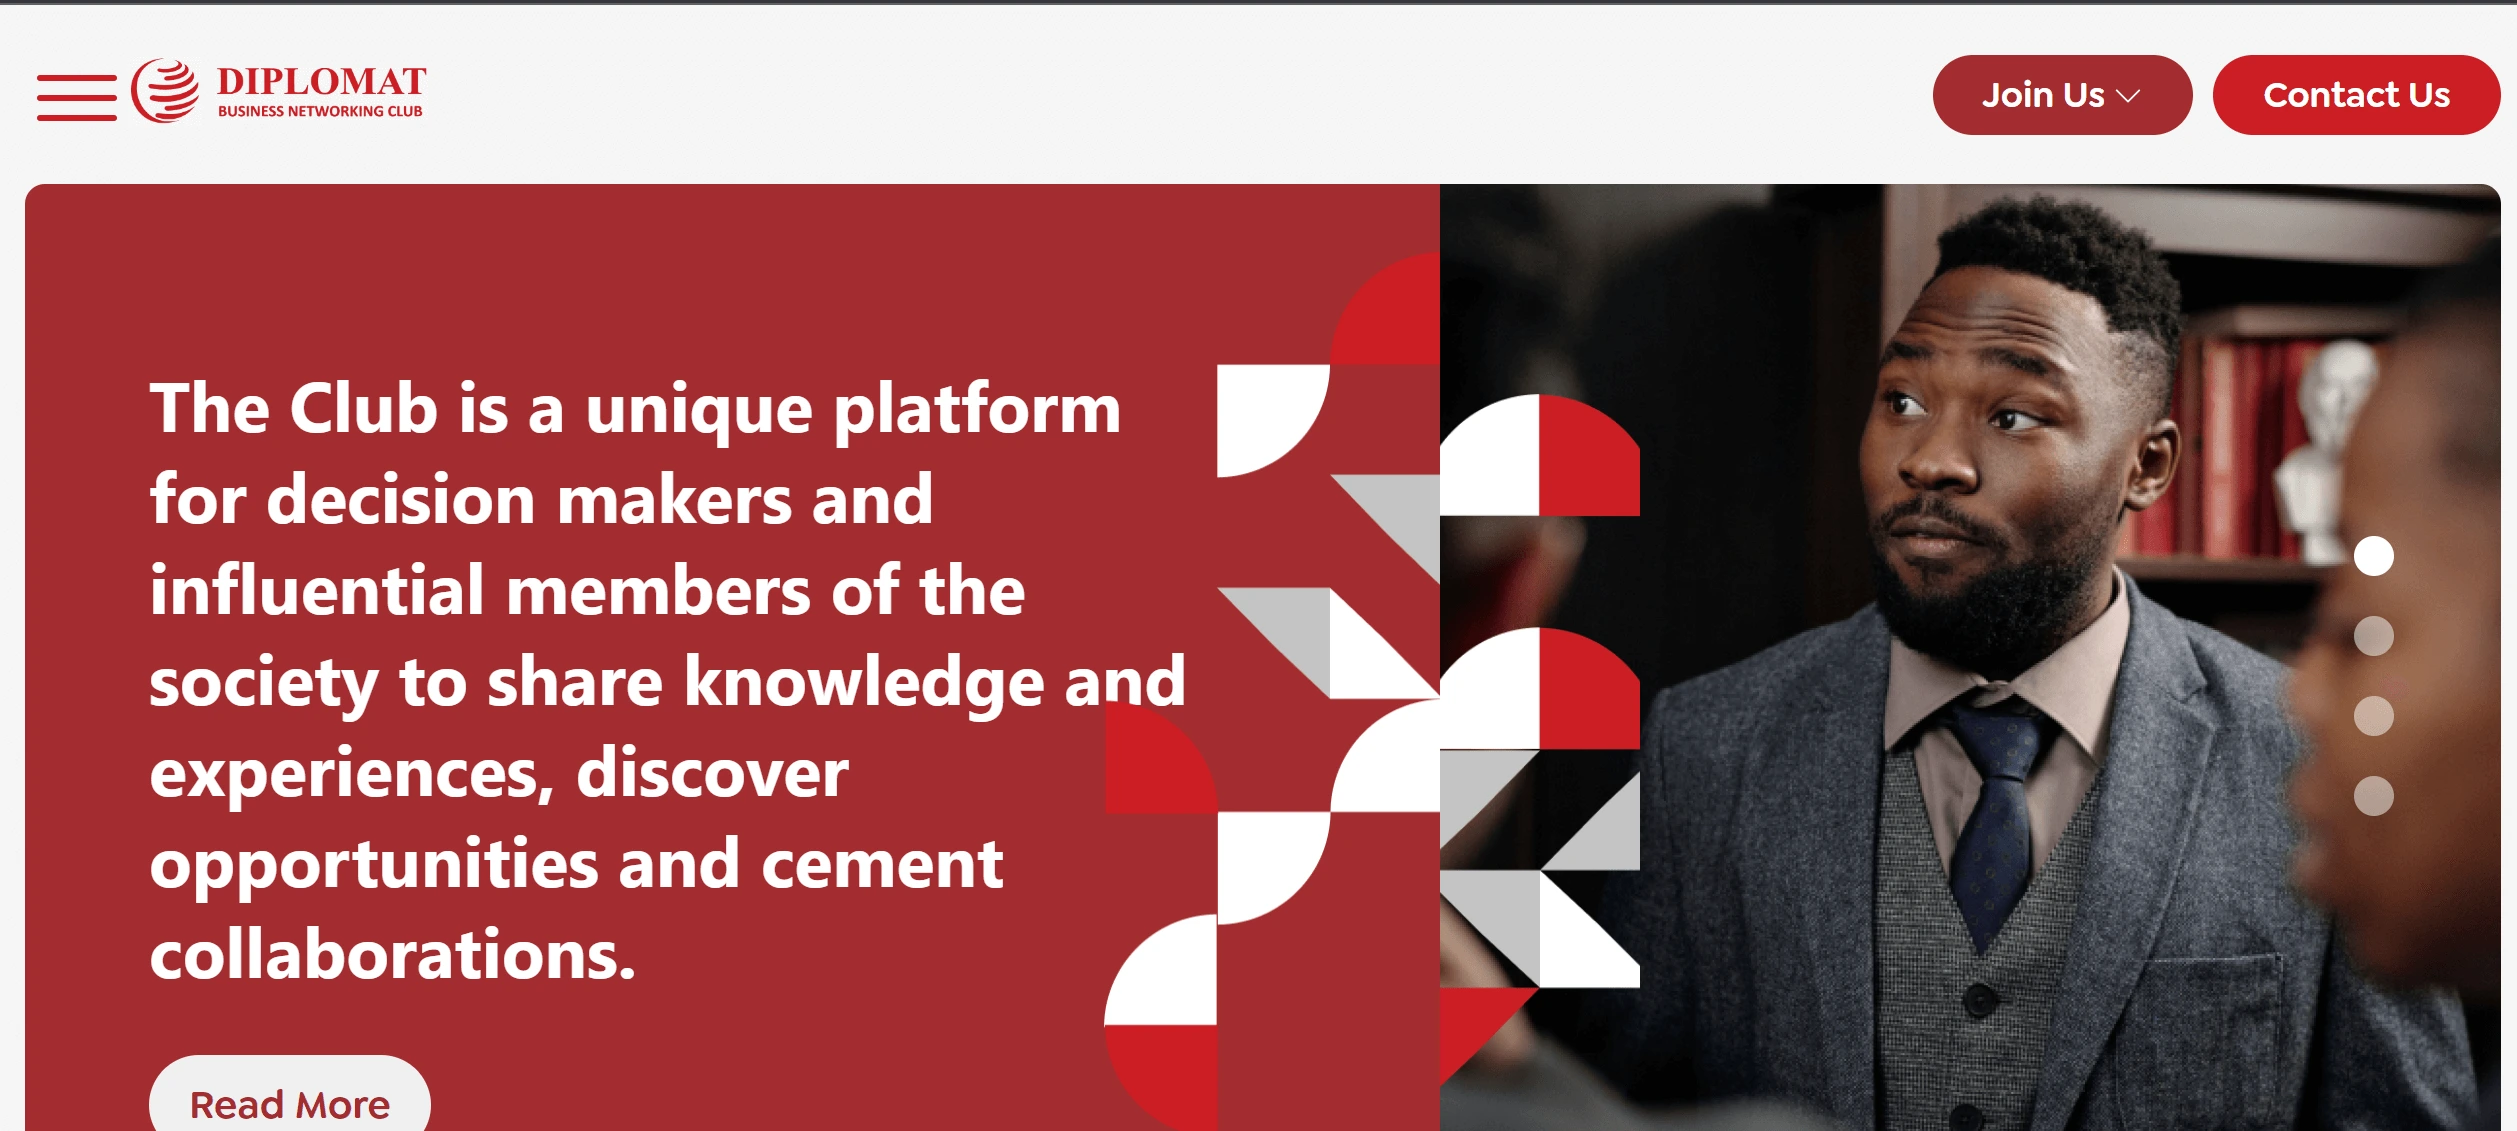 DIPLOMAT
BUSINESS NETWORKING CLUB
Join Us
Contact Us
The Club is a unique platform
for decision makers and
influential members of the
society to share knowledge and
experiences, discover
opportunities and cement
collaborations.
Read More